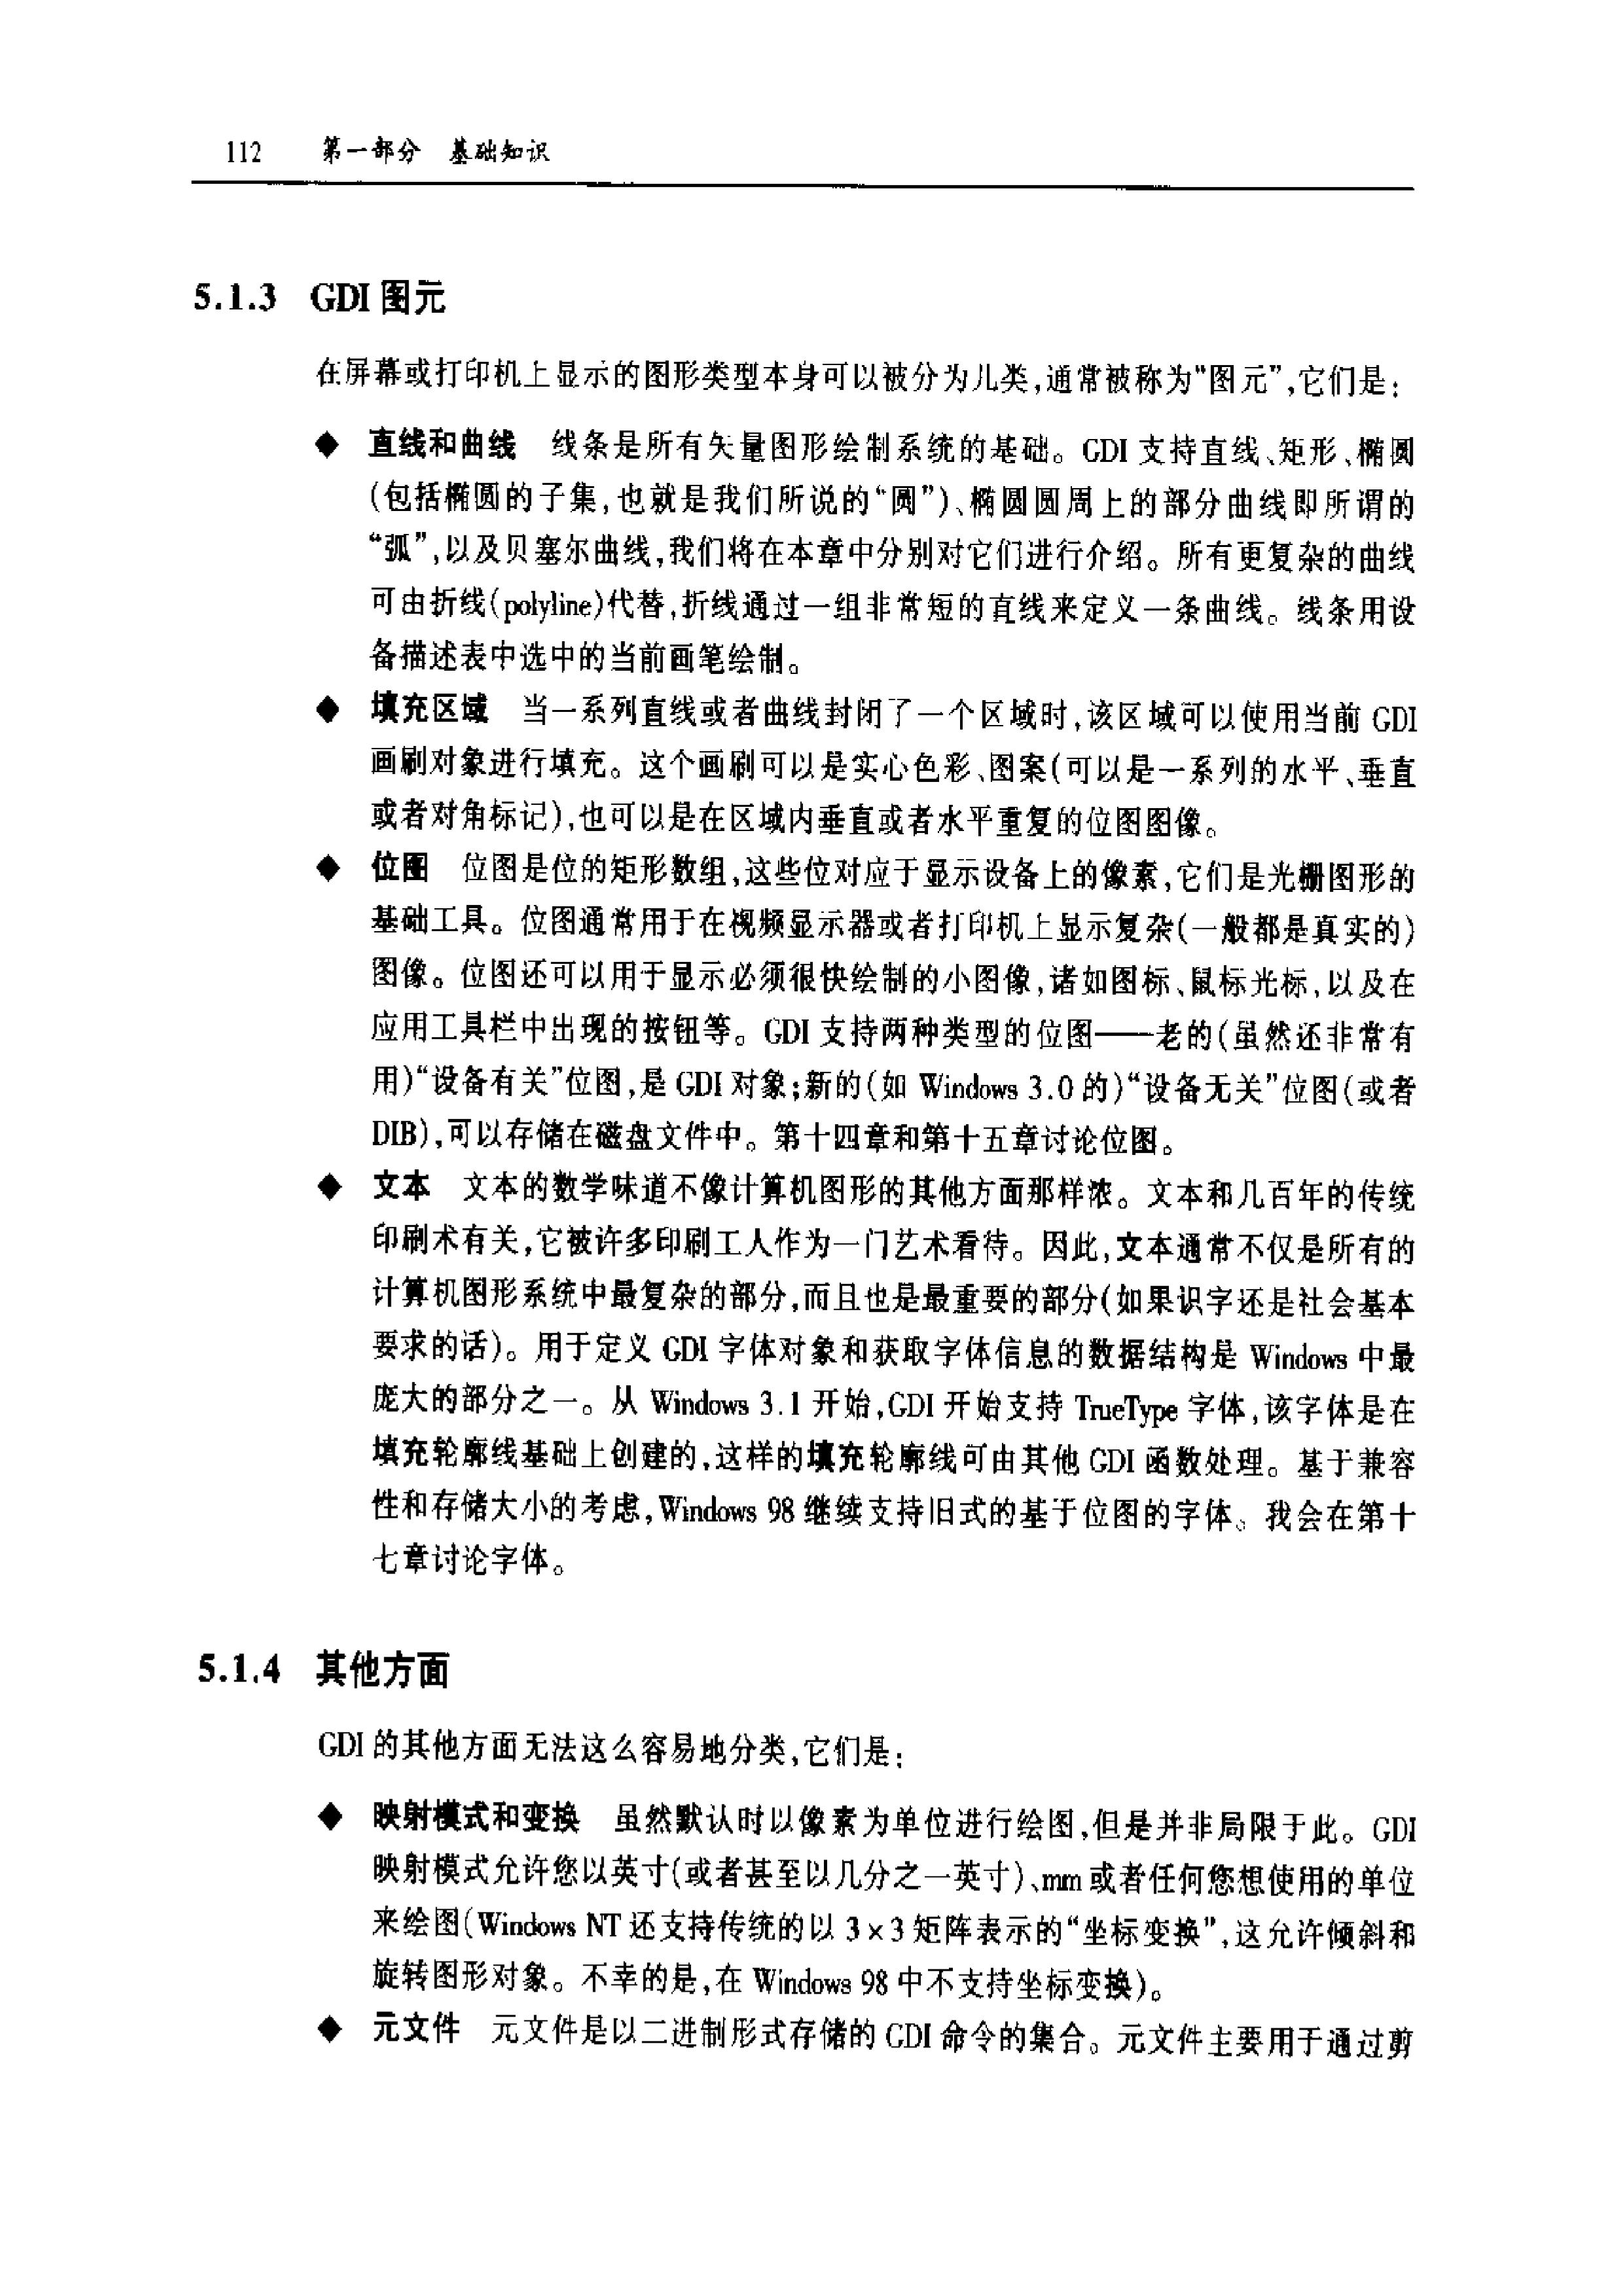 112 第一部分 基础知识
5.1.3 GDI图元
在屏幕或打印机上显示的图形类型本身可以被分为几类,通常被称为“图元”,它们是:
◆ 直线和曲线 线条是所有矢量图形绘制系统的基础。GDI 支持直线、矩形、椭圆
(包括椭圆的子集,也就是我们所说的“圆”)、椭圆圆周上的部分曲线即所谓的
“弧”,以及贝塞尔曲线,我们将在本章中分别对它们进行介绍。所有更复杂的曲线
可由折线(polyline)代替,折线通过一组非常短的直线来定义一条曲线。线条用设
备描述表中选中的当前画笔绘制。
◆ 填充区域 当一系列直线或者曲线封闭了一个区域时,该区域可以使用当前 GDI
画刷对象进行填充。这个画刷可以是实心色彩、图案(可以是一系列的水平、垂直
或者对角标记),也可以是在区域内垂直或者水平重复的位图图像。
◆ 位图 位图是位的矩形数组,这些位对应于显示设备上的像素,它们是光栅图形的
基础工具。位图通常用于在视频显示器或者打印机上显示复杂(一般都是真实的)
图像。位图还可以用于显示必须很快绘制的小图像,诸如图标、鼠标光标,以及在
应用工具栏中出现的按钮等。GDI 支持两种类型的位图——老的(虽然还非常有
用)“设备有关”位图,是 GDI 对象;新的(如 Windows 3.0 的)“设备无关”位图(或者
DIB),可以存储在磁盘文件中。第十四章和第十五章讨论位图。
◆ 文本 文本的数学味道不像计算机图形的其他方面那样浓。文本和几百年的传统
印刷术有关,它被许多印刷工人作为一门艺术看待。因此,文本通常不仅是所有的
计算机图形系统中最复杂的部分,而且也是最重要的部分(如果识字还是社会基本
要求的话)。用于定义 GDI 字体对象和获取字体信息的数据结构是 Windows 中最
庞大的部分之一。从 Windows 3.1 开始,GDI 开始支持 TrueType 字体,该字体是在
填充轮廓线基础上创建的,这样的填充轮廓线可由其他 GDI 函数处理。基于兼容
性和存储大小的考虑,Windows 98 继续支持旧式的基于位图的字体。我会在第十
七章讨论字体。
5.1.4 其他方面
GDI 的其他方面无法这么容易地分类,它们是:
◆ 映射模式和变换 虽然默认时以像素为单位进行绘图,但是并非局限于此。GDI
映射模式允许您以英寸(或者甚至以几分之一英寸)、mm 或者任何您想使用的单位
来绘图(Windows NT 还支持传统的以 3×3 矩阵表示的“坐标变换”,这允许倾斜和
旋转图形对象。不幸的是,在 Windows 98 中不支持坐标变换)。
◆ 元文件 元文件是以二进制形式存储的 GDI 命令的集合。元文件主要用于通过剪